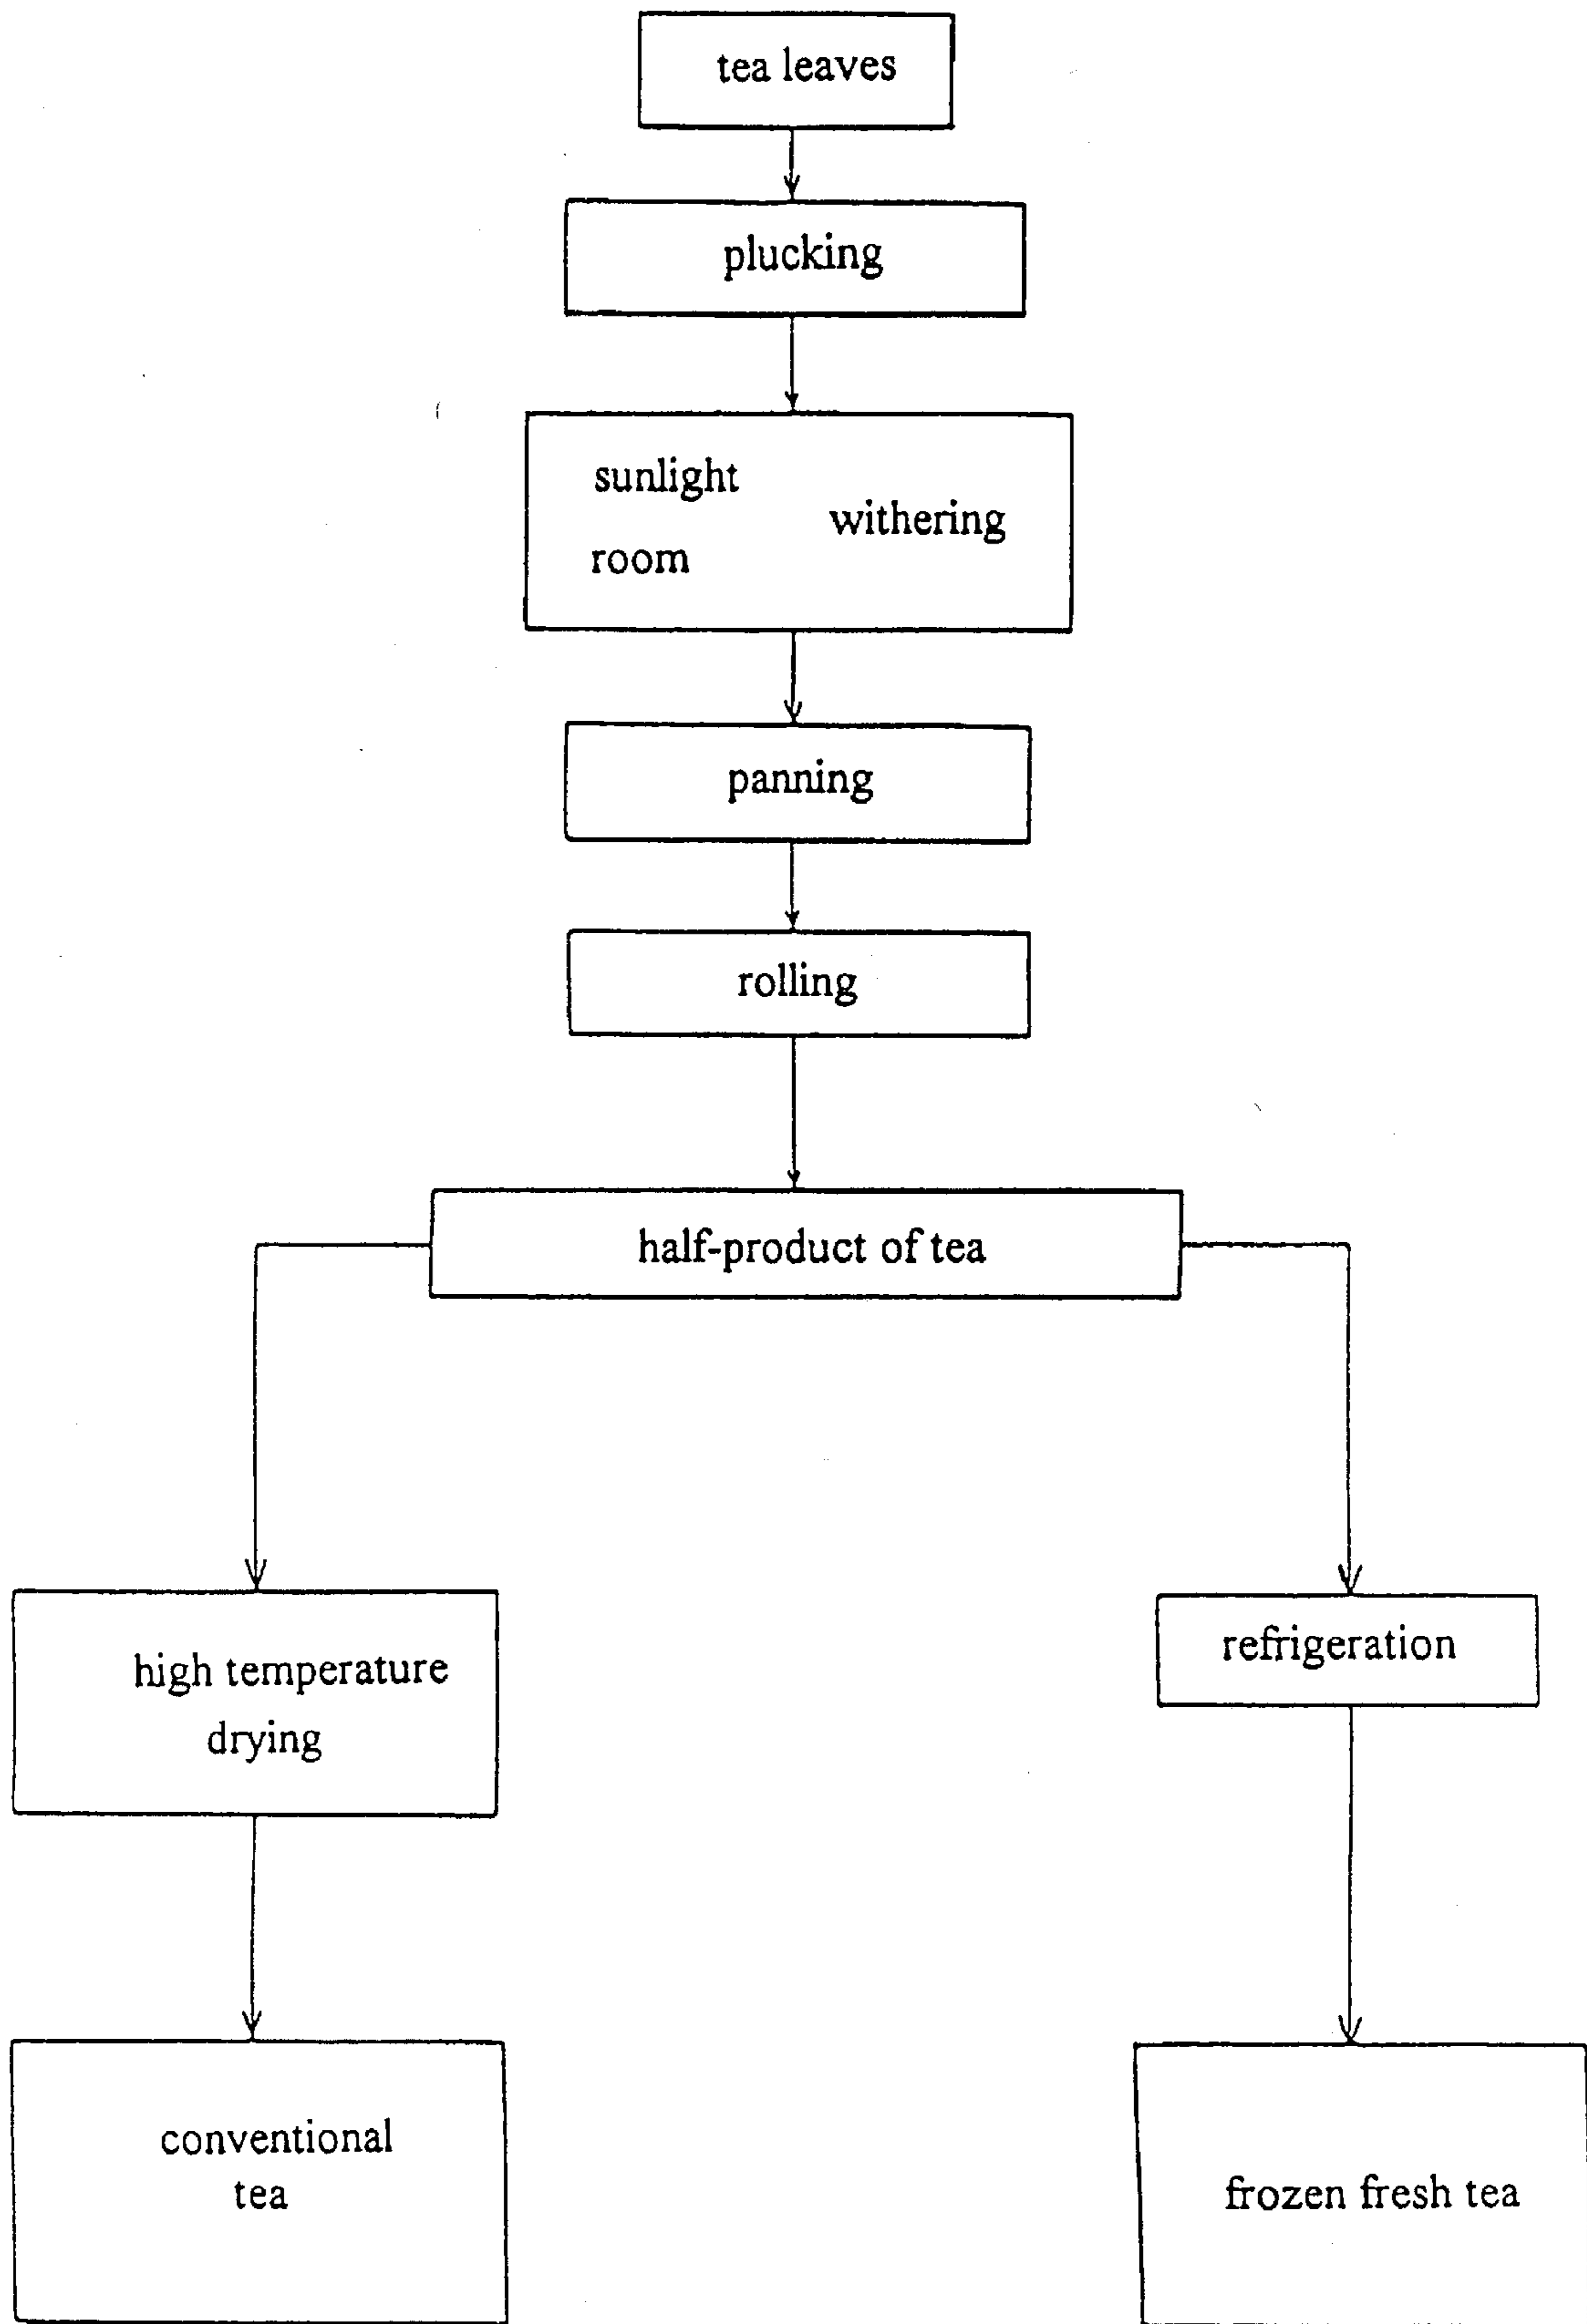 tea leaves
plucking
sunlight
withering
room
panning
rolling
half-product of tea
high temperature
drying
refrigeration
conventional
tea
frozen fresh tea